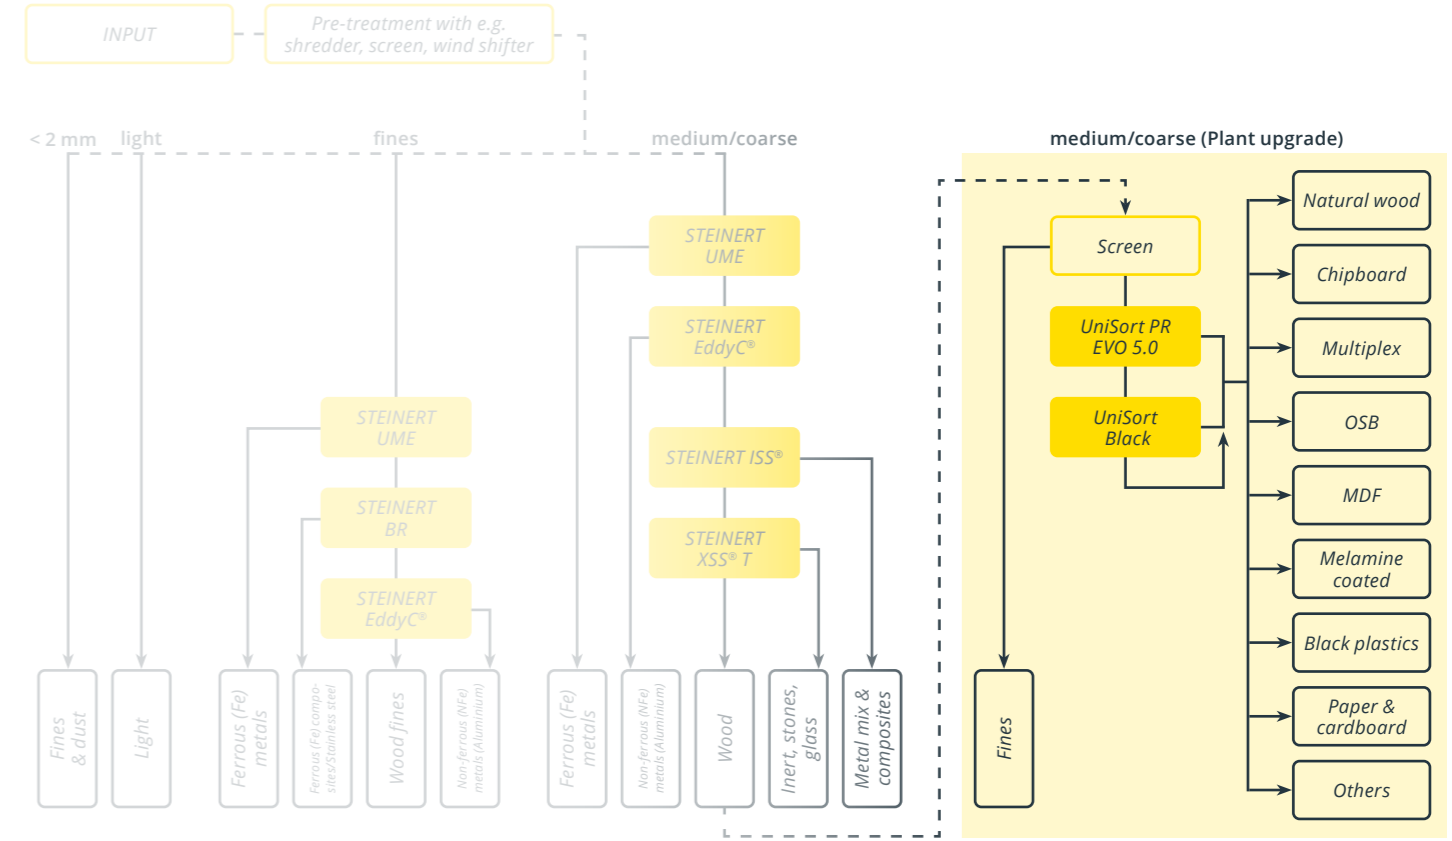 INPUT
Pre-treatment with e.g.
shredder, screen, wind shifter
< 2 mm
light
fines
medium/coarse
medium/coarse (Plant upgrade)
STEINERT
UME
STEINERT
EddyC®
STEINERT ISS®
STEINERT
XSS® T
STEINERT
UME
STEINERT
BR
STEINERT
EddyC®
Fines
& dust
Light
Ferrous (Fe)
metals
Ferrous (Fe) compo-
sites/Stainless steel
Wood fines
Non-ferrous (NFe)
metals (Aluminium)
Ferrous (Fe)
metals
Non-ferrous (NFe)
metals (Aluminium)
Wood
Inert, stones,
glass
Metal mix &
composites
Screen
UniSort PR
EVO 5.0
UniSort
Black
Fines
Natural wood
Chipboard
Multiplex
OSB
MDF
Melamine
coated
Black plastics
Paper &
cardboard
Others